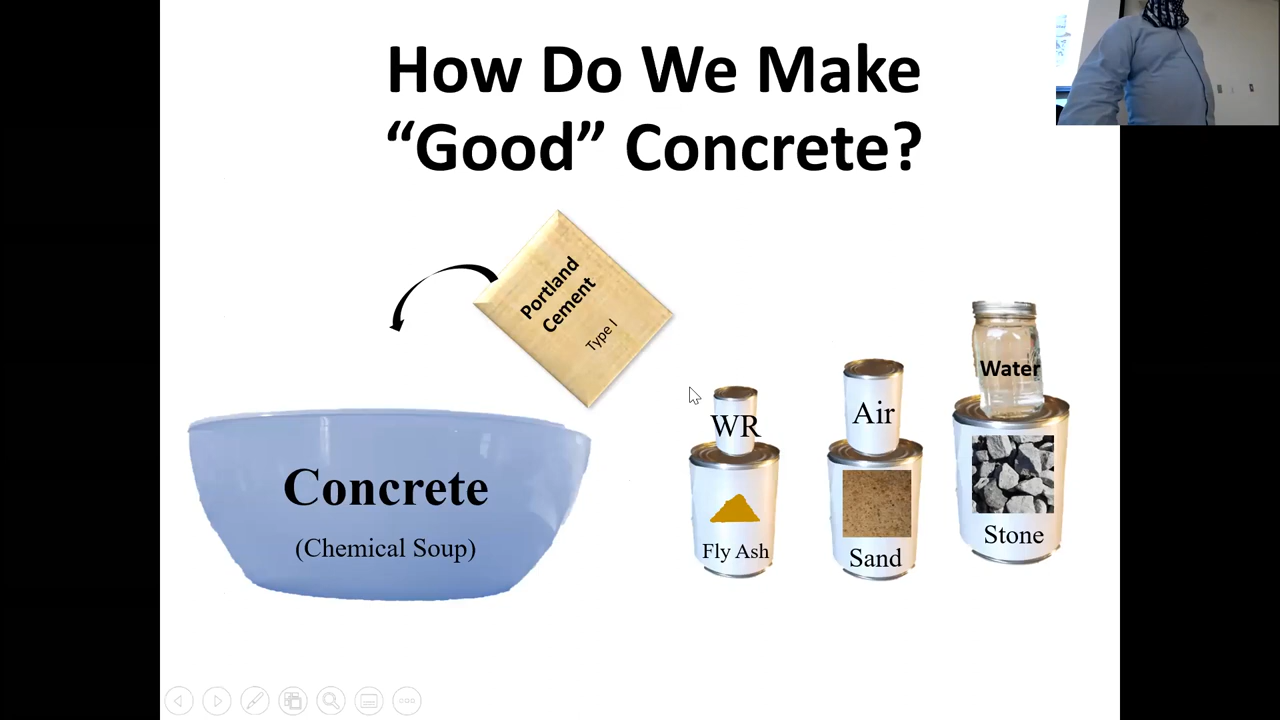 How Do We Make
“Good” Concrete?
Portland
Cement
Type I
Water
WR
Air
Concrete
(Chemical Soup)
Fly Ash
Sand
Stone